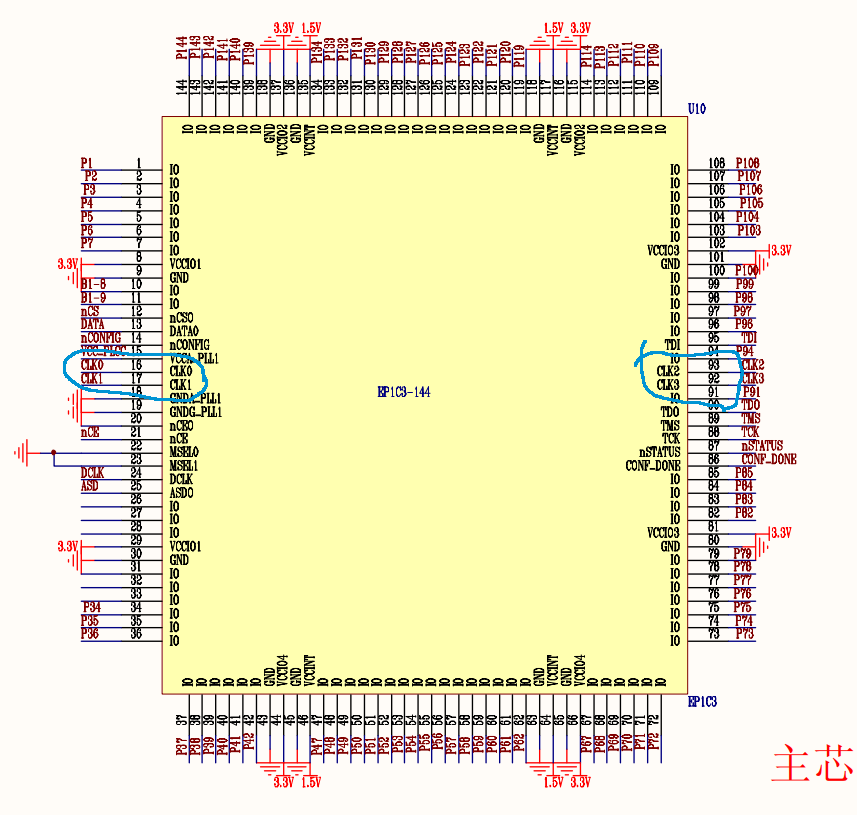 3.3V 1.5V 1.5V 3.3V
P144 P143 P142 P141 P140 P139 P134 P133 P132 P131 P130 P129 P128 P127 P126 P125 P124 P123 P122 P121 P120 P119 P114 P113 P112 P111 P110 P109
144 143 142 141 140 139 138 137 136 135 134 133 132 131 130 129 128 127 126 125 124 123 122 121 120 119 118 117 116 115 114 113 112 111 110 109
U10
IO IO IO IO IO IO GND VCCIO2 GND VCCINT IO IO IO IO IO IO IO IO IO IO IO IO IO IO IO IO GND VCCINT GND VCCIO2 IO IO IO IO IO IO
P1 1 IO
P2 2 IO
P3 3 IO
P4 4 IO
P5 5 IO
P6 6 IO
P7 7 IO
3.3V 8 VCCIO1
9 GND
B1-8 10 IO
B1-9 11 IO
nCS 12 nCSO
DATA 13 DATA0
nCONFIG 14 nCONFIG
VCC_PLCC 15 VCCA_PLL1
CLK0 16 CLK0
CLK1 17 CLK1
18 GNDA_PLL1
19 GNDG_PLL1
20 nCEO
nCE 21 nCE
22 MSEL0
23 MSEL1
DCLK 24 DCLK
ASD 25 ASDO
26 IO
27 IO
28 IO
3.3V 29 VCCIO1
30 GND
31 IO
32 IO
33 IO
P34 34 IO
P35 35 IO
P36 36 IO
EP1C3-144
IO 108 P108
IO 107 P107
IO 106 P106
IO 105 P105
IO 104 P104
IO 103 P103
VCCIO3 102 3.3V
GND 101
IO 100 P100
IO 99 P99
IO 98 P98
IO 97 P97
IO 96 P96
TDI 95 TDI
IO 94 P94
CLK2 93 CLK2
CLK3 92 CLK3
IO 91 P91
TDO 90 TDO
TMS 89 TMS
TCK 88 TCK
nSTATUS 87 nSTATUS
CONF_DONE 86 CONF_DONE
IO 85 P85
IO 84 P84
IO 83 P83
IO 82 P82
VCCIO3 81 3.3V
GND 80
IO 79 P79
IO 78 P78
IO 77 P77
IO 76 P76
IO 75 P75
IO 74 P74
IO 73 P73
IO IO IO IO IO IO GND VCCIO4 GND VCCINT IO IO IO IO IO IO IO IO IO IO IO IO IO IO IO IO GND VCCINT GND VCCIO4 IO IO IO IO IO IO
EP1C3
37 38 39 40 41 42 43 44 45 46 47 48 49 50 51 52 53 54 55 56 57 58 59 60 61 62 63 64 65 66 67 68 69 70 71 72
P37 P38 P39 P40 P41 P42 P47 P48 P49 P50 P51 P52 P53 P54 P55 P56 P57 P58 P59 P60 P61 P62 P67 P68 P69 P70 P71 P72
3.3V 1.5V 1.5V 3.3V
主芯